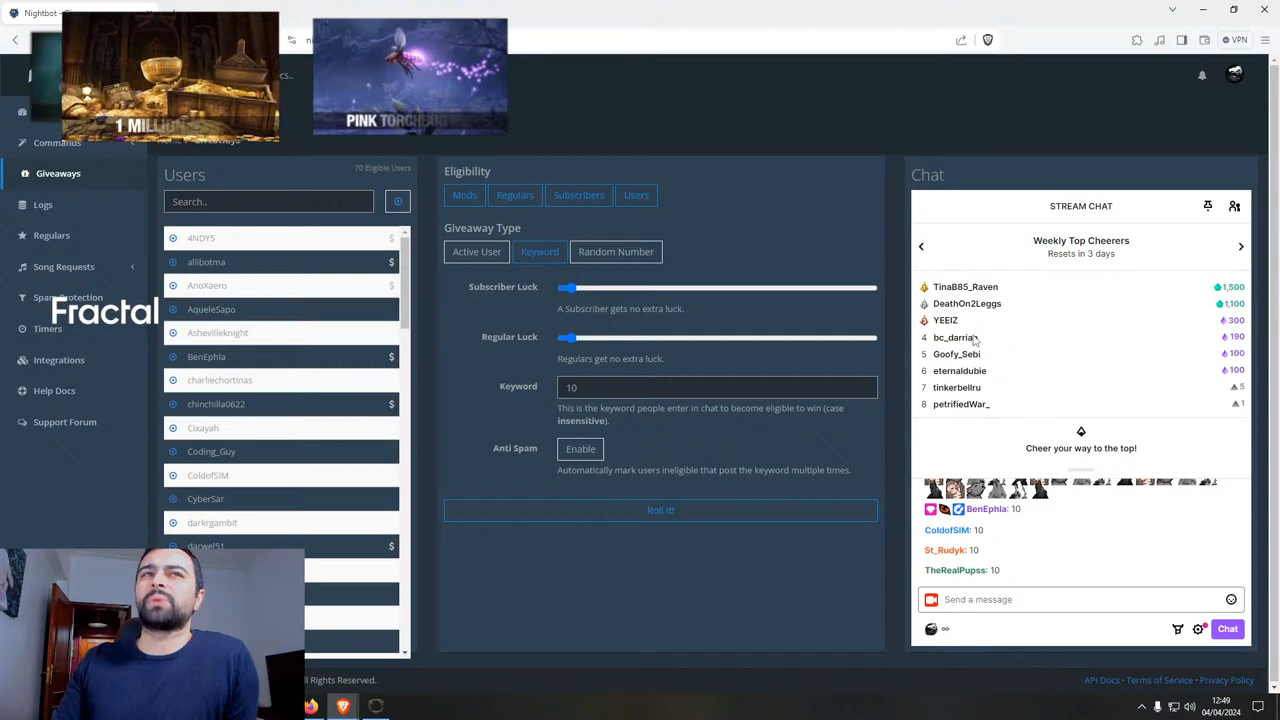 Nightbot - Giveaways
VPN
1 MILLI
PINK TORCHBUG
cs..
Commands
Giveaways
Logs
Regulars
Song Requests
Spam Protection
Timers
Integrations
Help Docs
Support Forum
Fractal
Users
70 Eligible Users
Search..
4NDY5 $
allibotma $
AnoXaero $
AqueleSapo
Ashevilleknight
BenEphla $
charliechortinas
chinchilla0622 $
Cixayah
Coding_Guy
ColdofSIM
CyberSar
darkrgambit
darwel51 $
Eligibility
Mods Regulars Subscribers Users
Giveaway Type
Active User Keyword Random Number
Subscriber Luck
A Subscriber gets no extra luck.
Regular Luck
Regulars get no extra luck.
Keyword 10
This is the keyword people enter in chat to become eligible to win (case
insensitive).
Anti Spam Enable
Automatically mark users ineligible that post the keyword multiple times.
Roll It!
Chat
STREAM CHAT
Weekly Top Cheerers
Resets in 3 days
TinaB85_Raven 1,500
DeathOn2Leggs 1,100
YEEIZ 300
4 bc_darria 190
5 Goofy_Sebi 100
6 eternaldubie 100
7 tinkerbellru 5
8 petrifiedWar_ 1
Cheer your way to the top!
BenEphla: 10
ColdofSIM: 10
St_Rudyk: 10
TheRealPupss: 10
Send a message
Chat
ll Rights Reserved.
API Docs • Terms of Service • Privacy Policy
12:49
04/04/2024